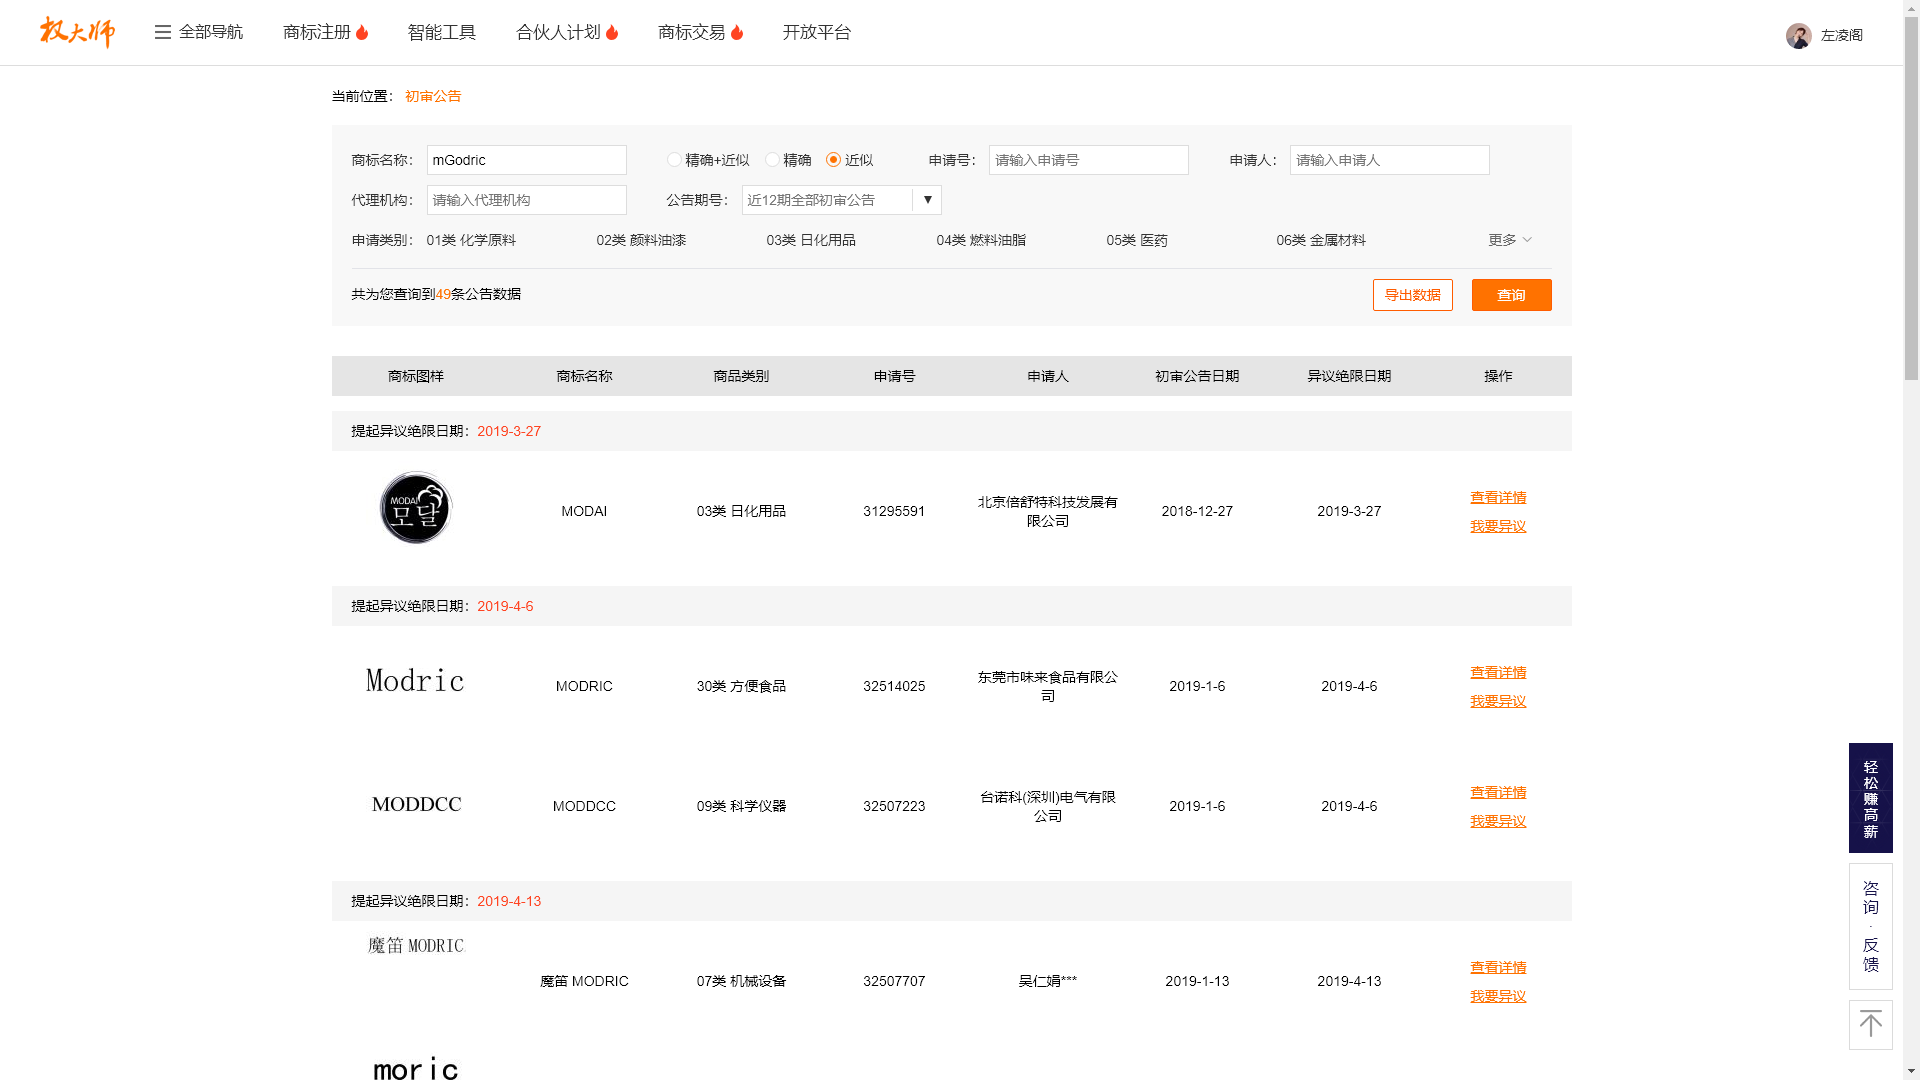 权大师
全部导航
商标注册
智能工具
合伙人计划
商标交易
开放平台
左凌阁
当前位置： 初审公告
商标名称： mGodric 精确+近似 精确 近似 申请号： 请输入申请号 申请人： 请输入申请人
代理机构： 请输入代理机构 公告期号： 近12期全部初审公告 ▼
申请类别： 01类 化学原料 02类 颜料油漆 03类 日化用品 04类 燃料油脂 05类 医药 06类 金属材料 更多
共为您查询到49条公告数据 导出数据 查询
商标图样 商标名称 商品类别 申请号 申请人 初审公告日期 异议绝限日期 操作
提起异议绝限日期：2019-3-27
MODAI
모달
MODAI 03类 日化用品 31295591 北京倍舒特科技发展有限公司 2018-12-27 2019-3-27 查看详情
我要异议
提起异议绝限日期：2019-4-6
Modric MODRIC 30类 方便食品 32514025 东莞市味来食品有限公司 2019-1-6 2019-4-6 查看详情
我要异议
MODDCC MODDCC 09类 科学仪器 32507223 台诺科(深圳)电气有限公司 2019-1-6 2019-4-6 查看详情
我要异议
提起异议绝限日期：2019-4-13
魔笛 MODRIC
魔笛 MODRIC 07类 机械设备 32507707 吴仁娟*** 2019-1-13 2019-4-13 查看详情
我要异议
moric
轻松赚高薪
咨询·反馈